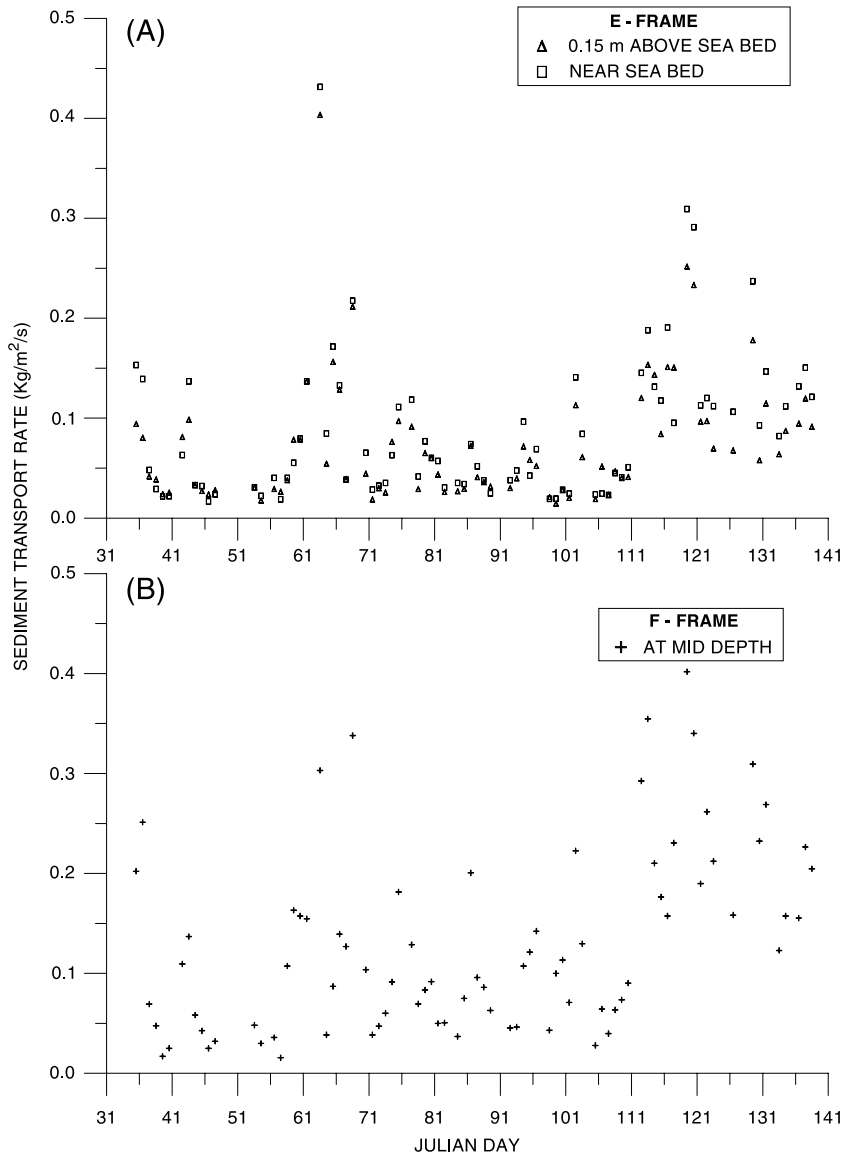 (A)
E - FRAME
0.15 m ABOVE SEA BED
NEAR SEA BED
0.5
0.4
0.3
0.2
0.1
0.0
31 41 51 61 71 81 91 101 111 121 131 141
SEDIMENT TRANSPORT RATE (Kg/m²/s)
(B)
F - FRAME
AT MID DEPTH
0.5
0.4
0.3
0.2
0.1
0.0
31 41 51 61 71 81 91 101 111 121 131 141
JULIAN DAY